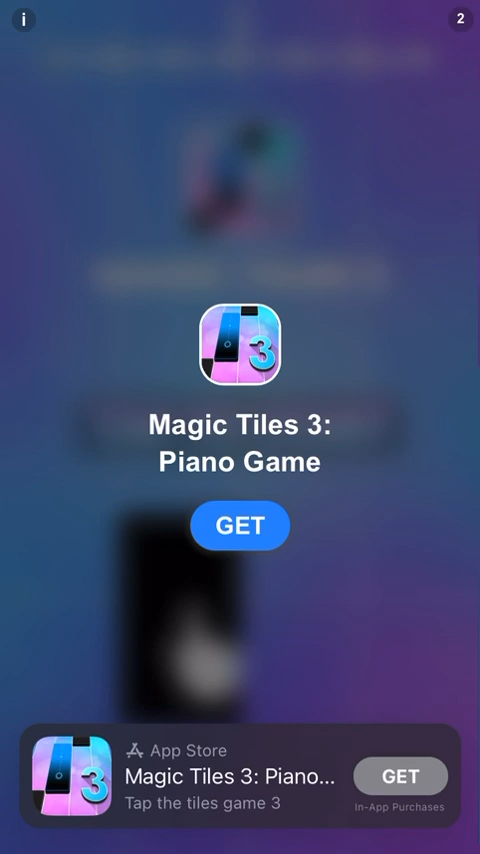 i
2
3
Magic Tiles 3:
Piano Game
GET
3
App Store
Magic Tiles 3: Piano...
Tap the tiles game 3
GET
In-App Purchases